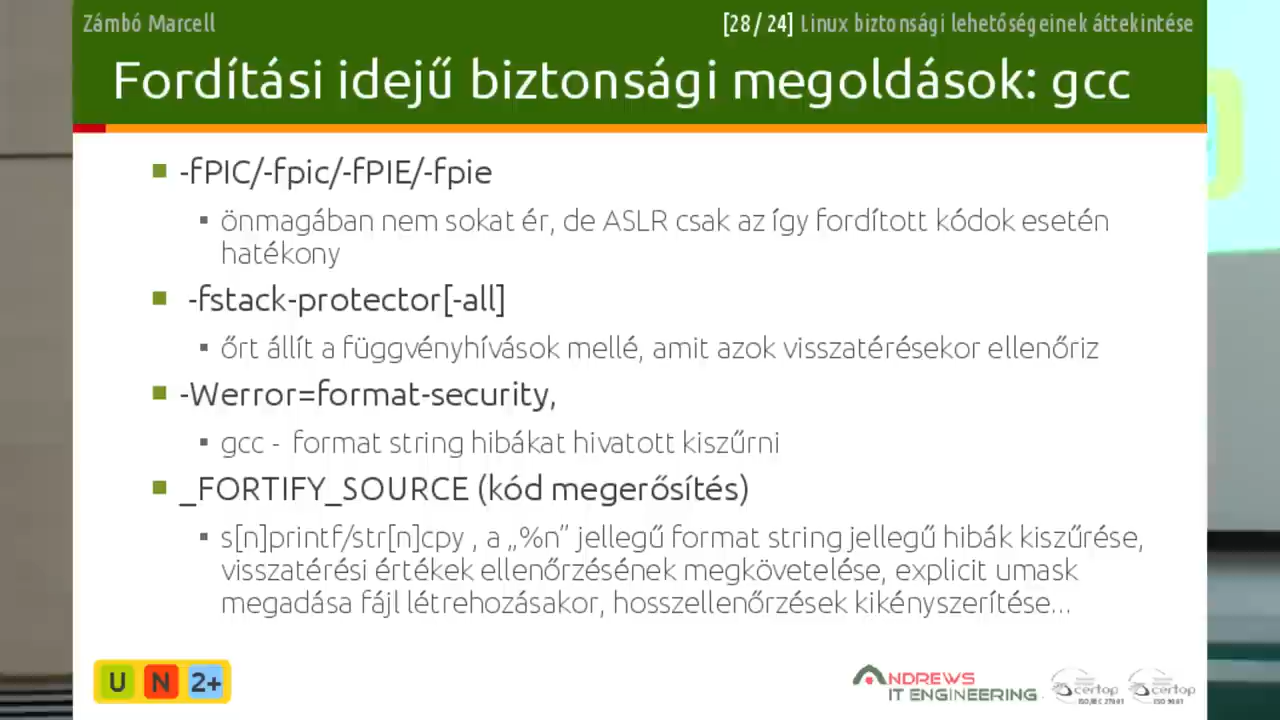 Zámbó Marcell
[28 / 24] Linux biztonsági lehetőségeinek áttekintése
Fordítási idejű biztonsági megoldások: gcc
-fPIC/-fpic/-fPIE/-fpie
önmagában nem sokat ér, de ASLR csak az így fordított kódok esetén
hatékony
-fstack-protector[-all]
őrt állít a függvényhívások mellé, amit azok visszatérésekor ellenőriz
-Werror=format-security,
gcc - format string hibákat hivatott kiszűrni
_FORTIFY_SOURCE (kód megerősítés)
s[n]printf/str[n]cpy , a „%n” jellegű format string jellegű hibák kiszűrése,
visszatérési értékek ellenőrzésének megkövetelése, explicit umask
megadása fájl létrehozásakor, hosszellenőrzések kikényszerítése...
U N 2+
ANDREWS
IT ENGINEERING
certop
ISO/IEC 27001
certop
ISO 9001